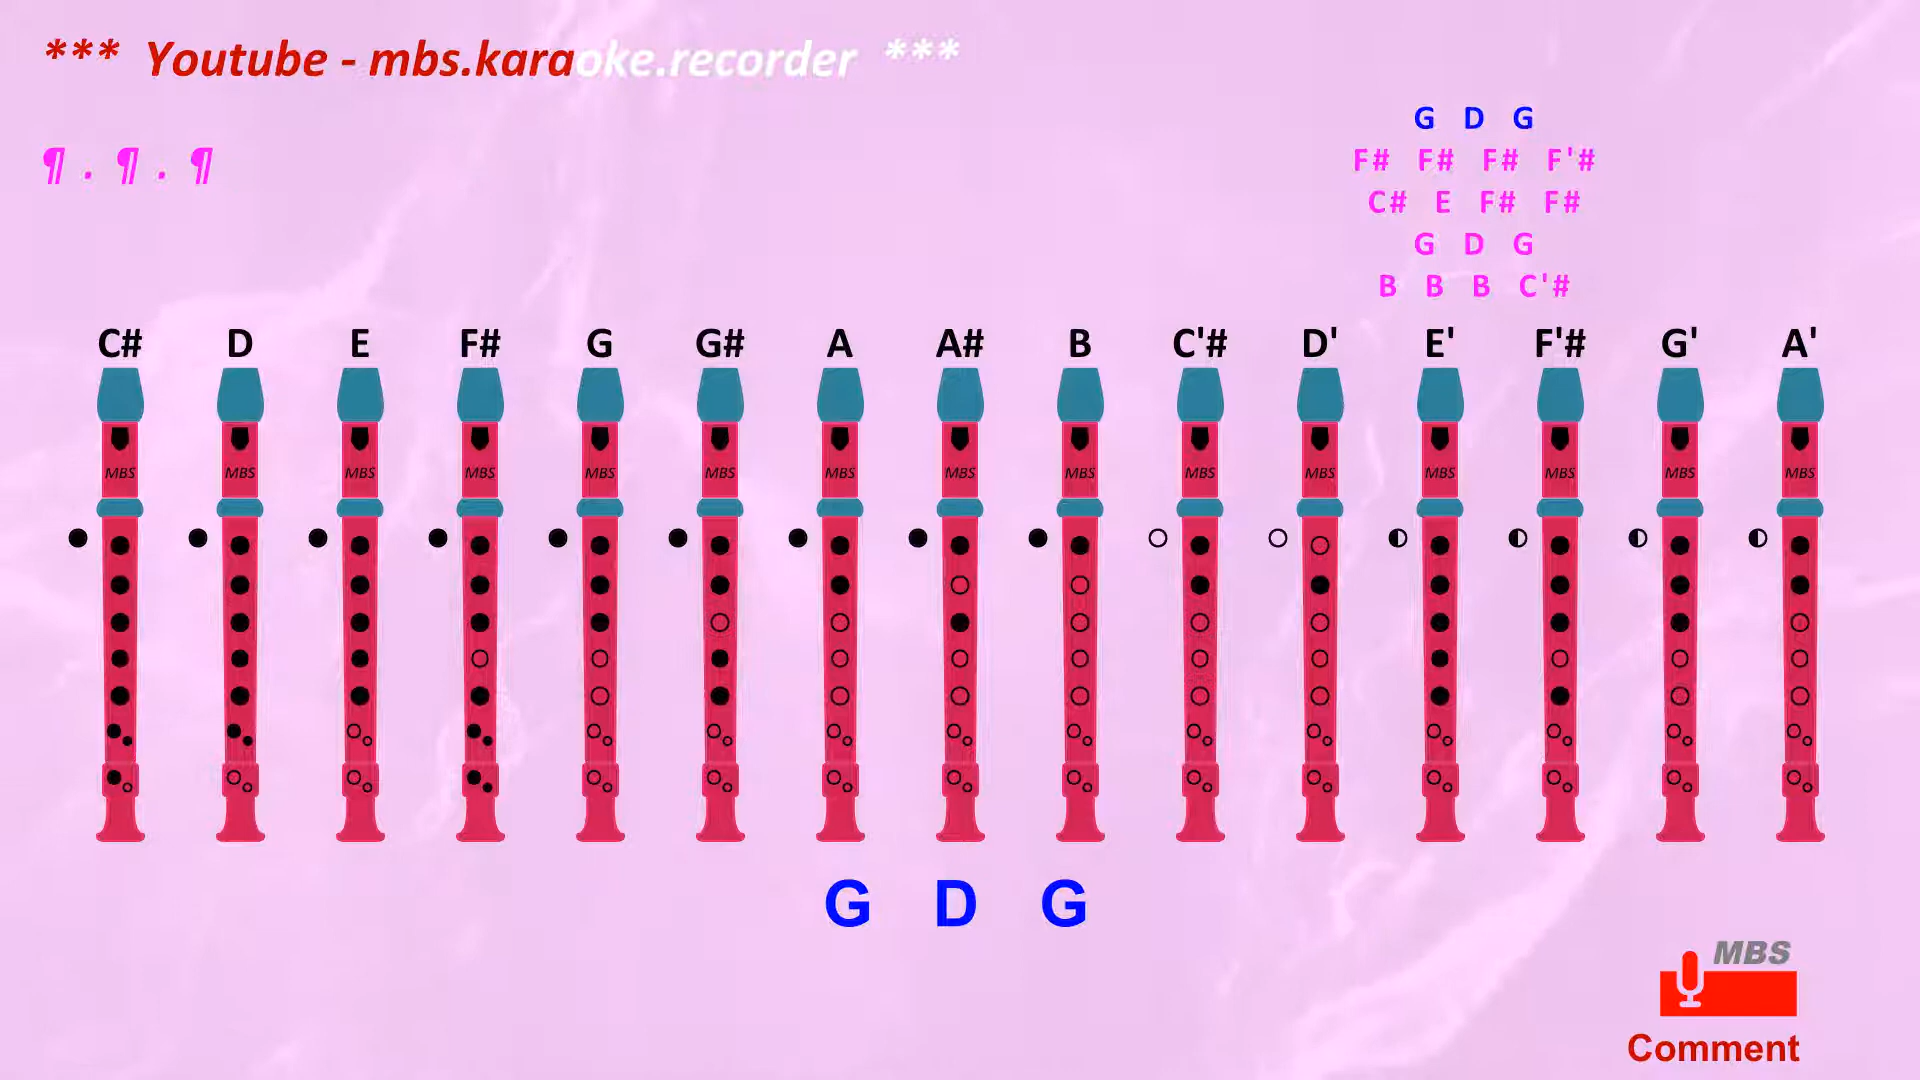 *** Youtube - mbs.karaoke.recorder ***
G D G
¶ . ¶ . ¶
F# F# F# F'#
C# E F# F#
G D G
B B B C'#
C# D E F# G G# A A# B C'# D' E' F'# G' A'
MBS MBS MBS MBS MBS MBS MBS MBS MBS MBS MBS MBS MBS MBS MBS
G D G
MBS
Comment